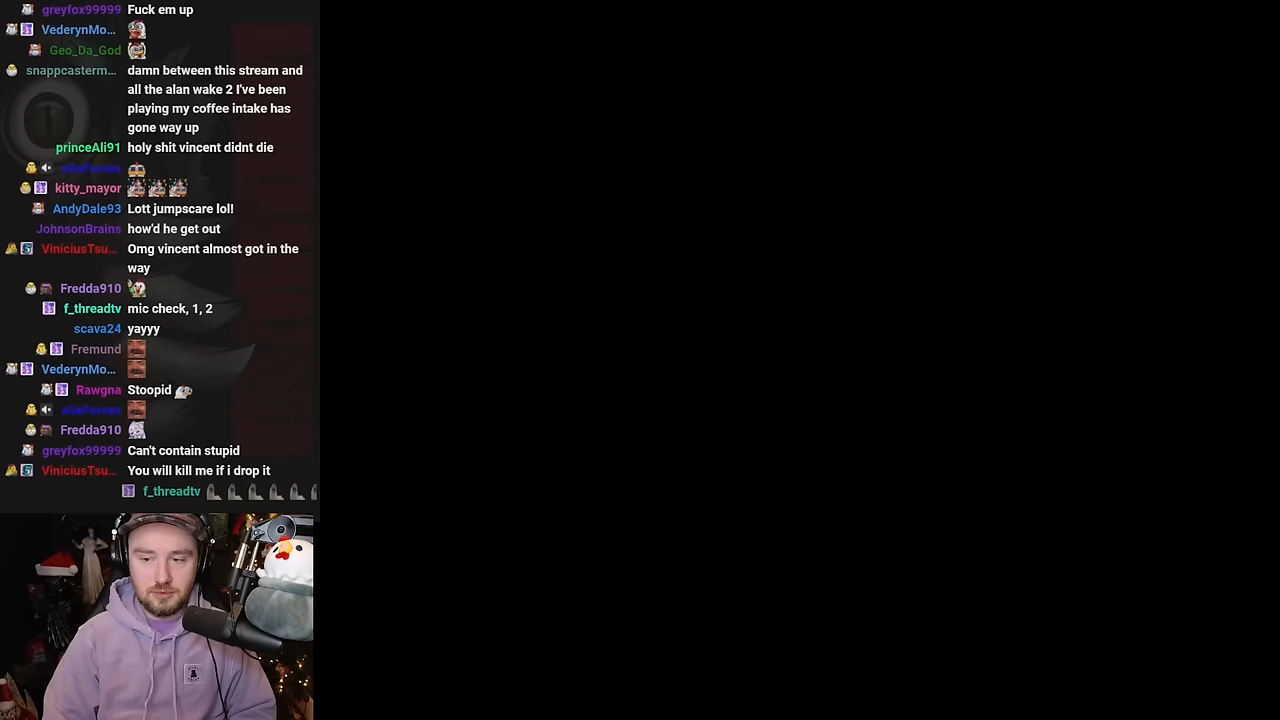 greyfox99999 Fuck em up
VederynMo...
Geo_Da_God
snappcasterm... damn between this stream and
all the alan wake 2 I've been
playing my coffee intake has
gone way up
princeAli91 holy shit vincent didnt die
xGeForcex
kitty_mayor
AndyDale93 Lott jumpscare lol!
JohnsonBrains how'd he get out
ViniciusTsu... Omg vincent almost got in the
way
Fredda910
f_threadtv mic check, 1, 2
scava24 yayyy
Fremund
VederynMo...
Rawgna Stoopid
xGeForcex
Fredda910
greyfox99999 Can't contain stupid
ViniciusTsu... You will kill me if i drop it
f_threadtv